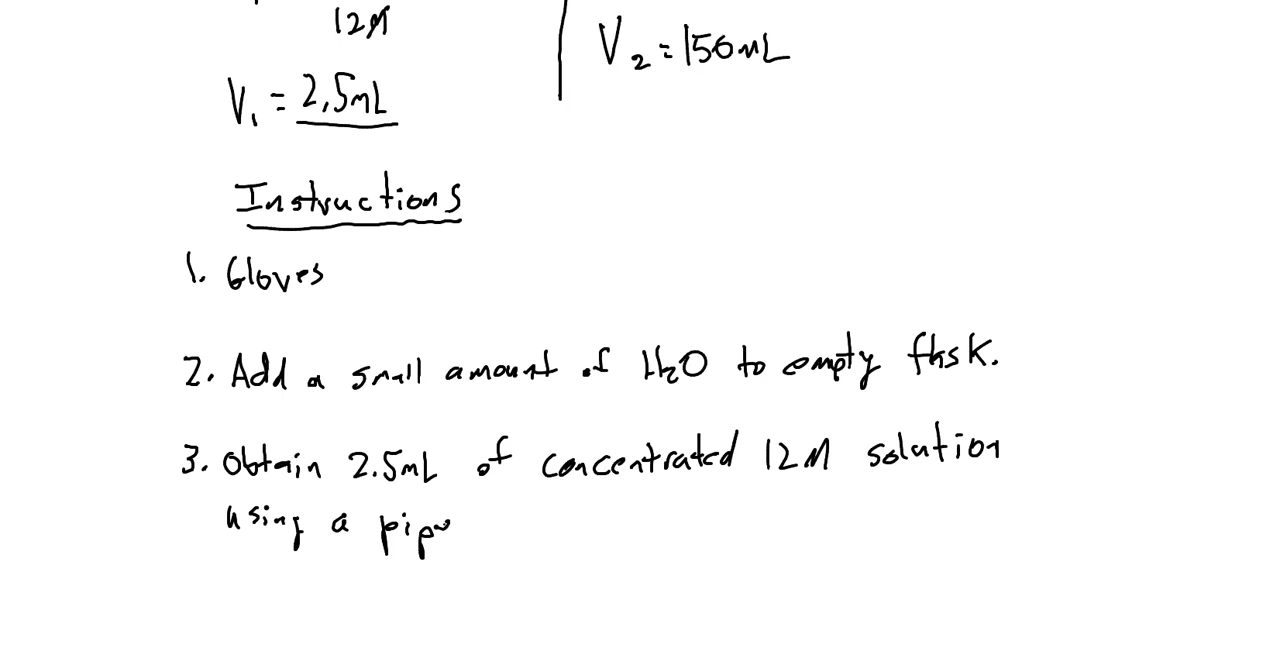 12M
V₂ = 150mL
V₁ = 2.5mL
Instructions
1. Gloves
2. Add a small amount of H₂O to empty flask.
3. Obtain 2.5mL of concentrated 12M solution
using a pip